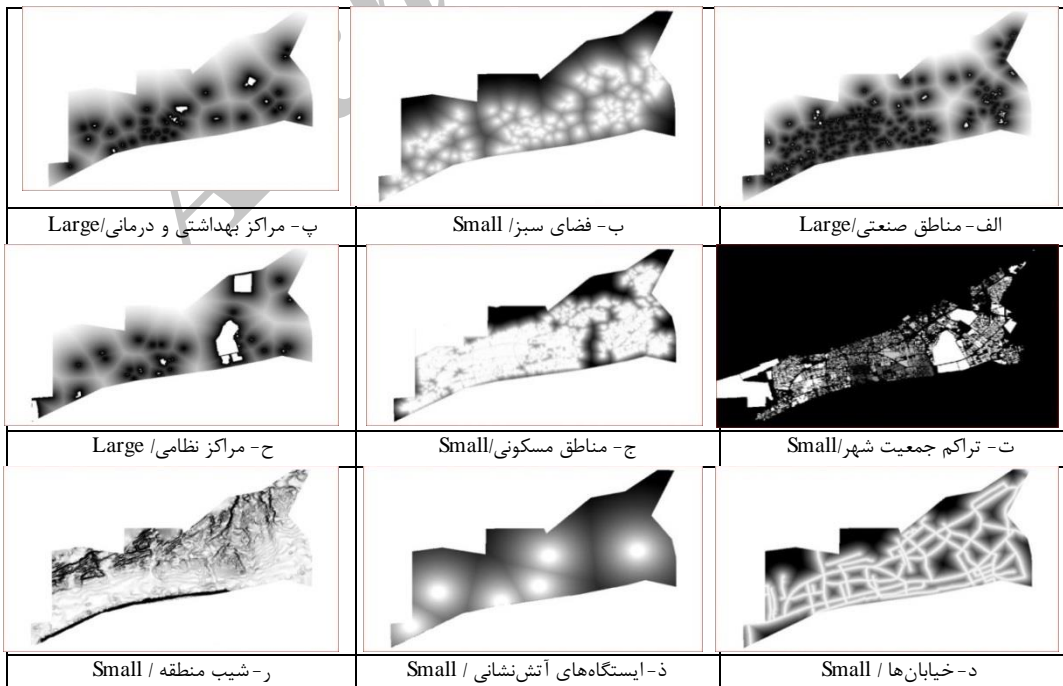 الف- مناطق صنعتی/Large
ب- فضای سبز/ Small
پ- مراکز بهداشتی و درمانی/Large
ت- تراکم جمعیت شهر/Small
ج- مناطق مسکونی/Small
ح- مراکز نظامی/ Large
د- خیابان‌ها / Small
ذ- ایستگاه‌های آتش‌نشانی / Small
ر- شیب منطقه / Small